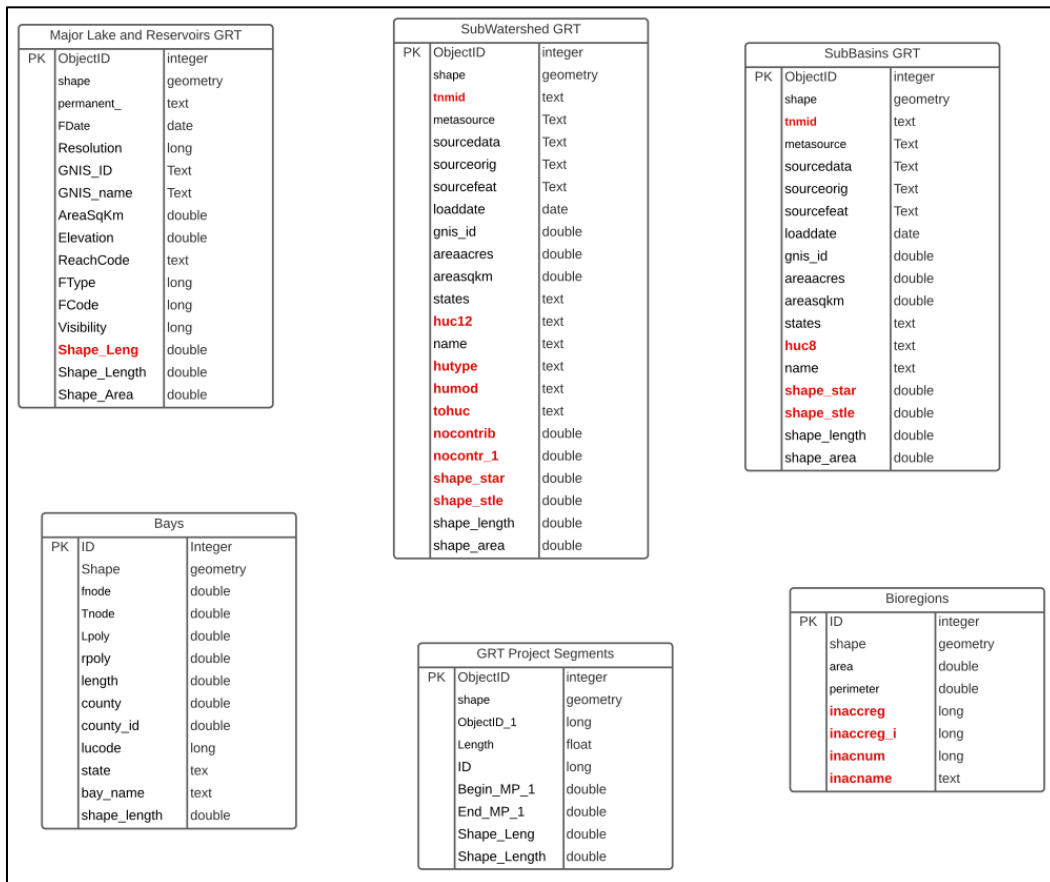 Major Lake and Reservoirs GRT
PK ObjectID integer
shape geometry
permanent_ text
FDate date
Resolution long
GNIS_ID Text
GNIS_name Text
AreaSqKm double
Elevation double
ReachCode text
FType long
FCode long
Visibility long
Shape_Leng double
Shape_Length double
Shape_Area double
SubWatershed GRT
PK ObjectID integer
shape geometry
tnmid text
metasource Text
sourcedata Text
sourceorig Text
sourcefeat Text
loaddate date
gnis_id double
areaacres double
areasqkm double
states text
huc12 text
name text
hutype text
humod text
tohuc text
nocontrib double
nocontr_1 double
shape_star double
shape_stle double
shape_length double
shape_area double
SubBasins GRT
PK ObjectID integer
shape geometry
tnmid text
metasource Text
sourcedata Text
sourceorig Text
sourcefeat Text
loaddate date
gnis_id double
areaacres double
areasqkm double
states text
huc8 text
name text
shape_star double
shape_stle double
shape_length double
shape_area double
Bays
PK ID Integer
Shape geometry
fnode double
Tnode double
Lpoly double
rpoly double
length double
county double
county_id double
lucode long
state tex
bay_name text
shape_length double
GRT Project Segments
PK ObjectID integer
shape geometry
ObjectID_1 long
Length float
ID long
Begin_MP_1 double
End_MP_1 double
Shape_Leng double
Shape_Length double
Bioregions
PK ID integer
shape geometry
area double
perimeter double
inaccreg long
inaccreg_i long
inacnum long
inacname text